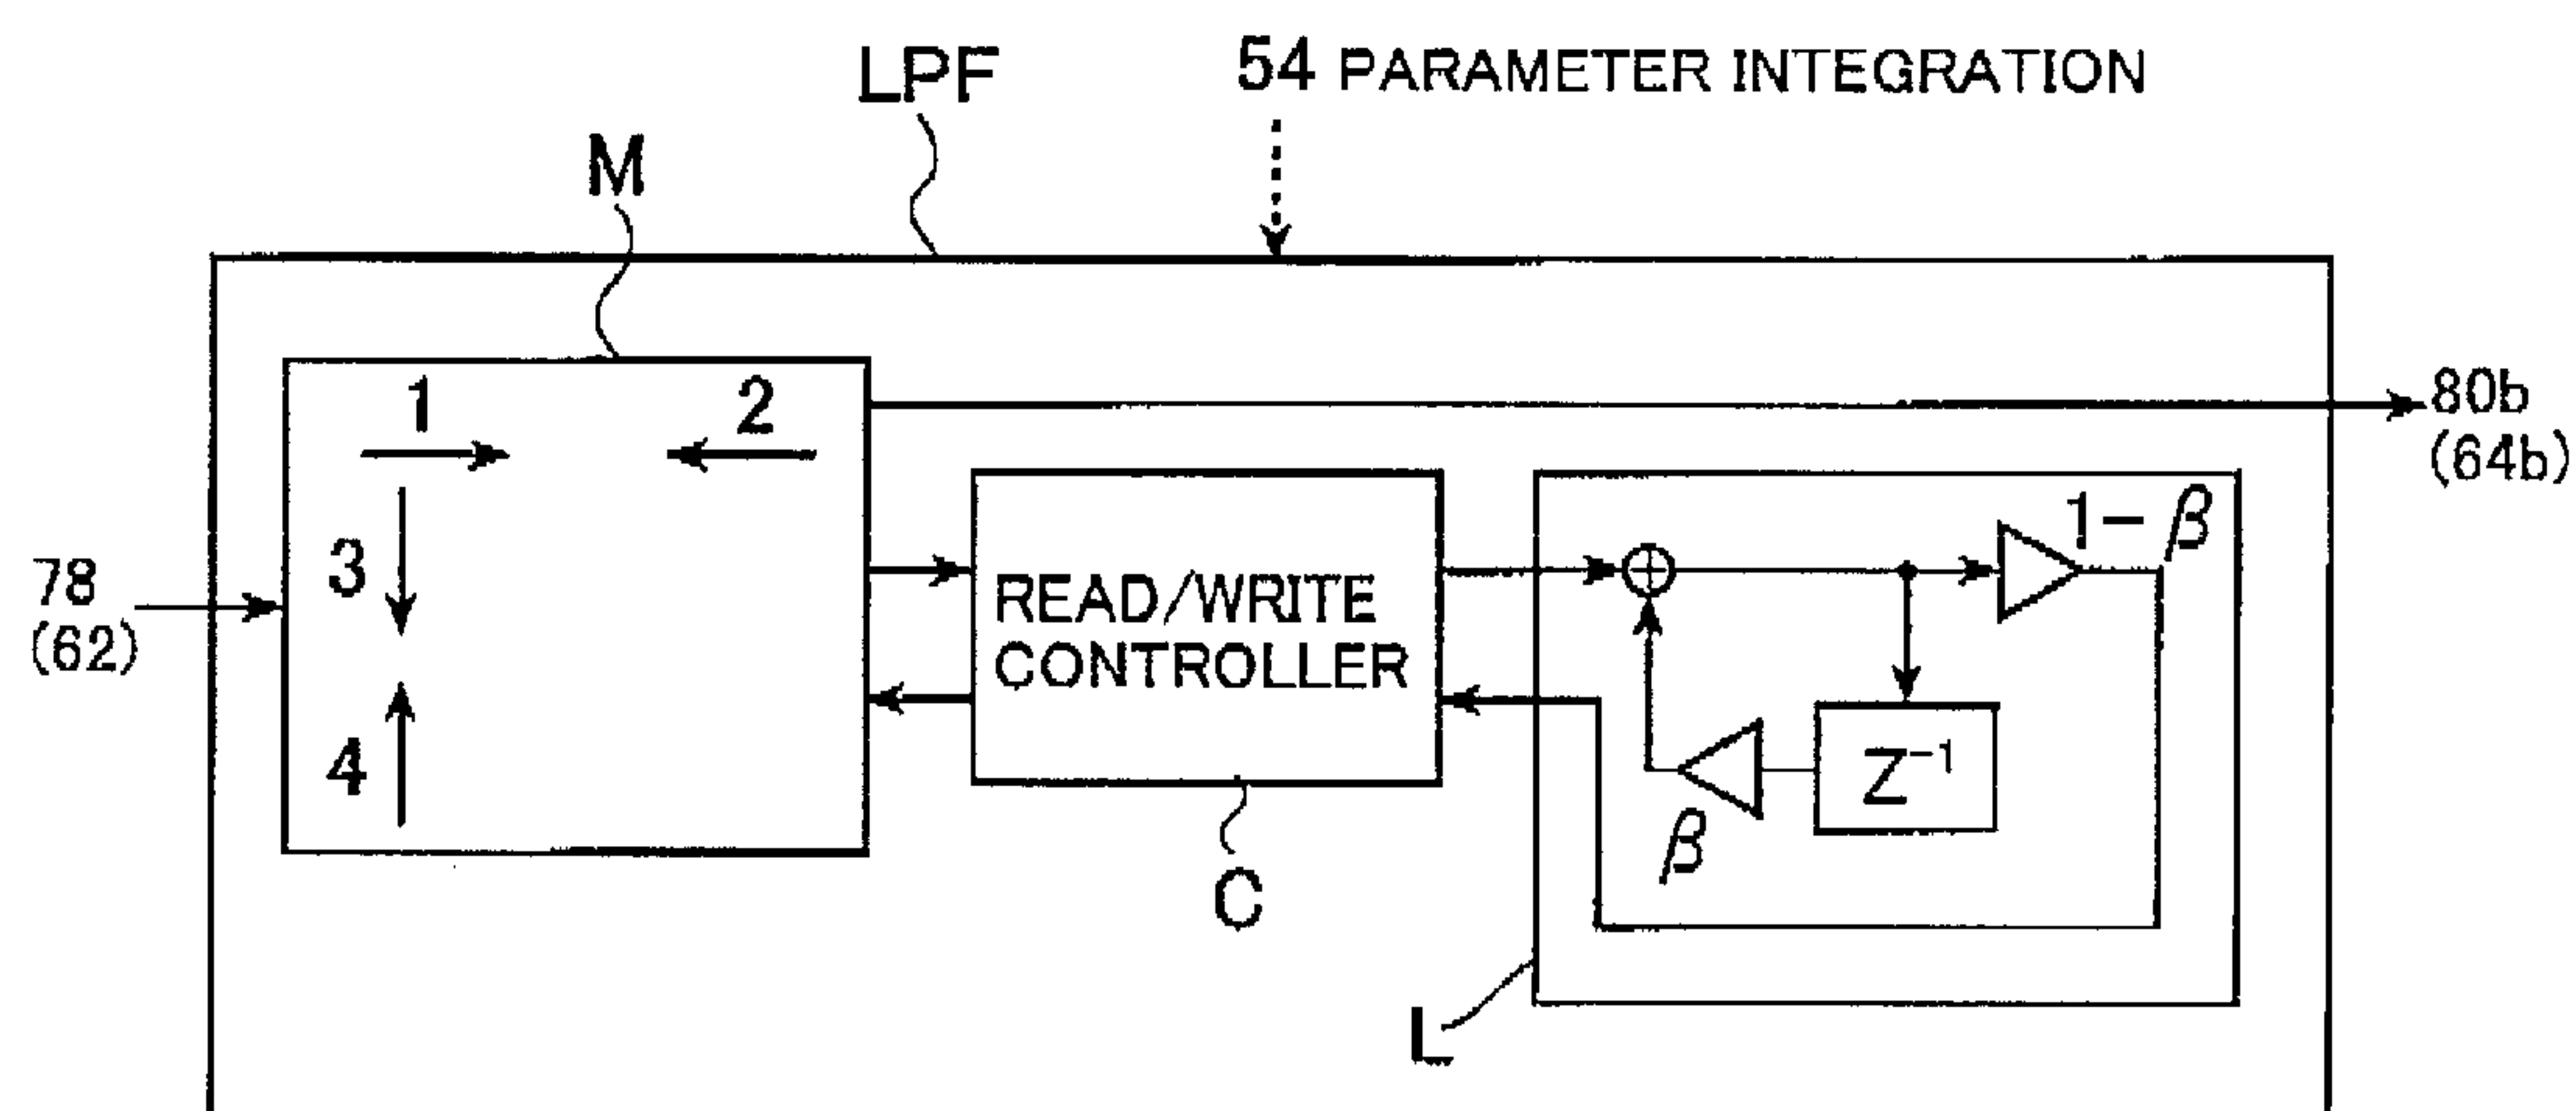 LPF
54 PARAMETER INTEGRATION
M
1
2
80b
(64b)
3
78
(62)
4
READ/WRITE
CONTROLLER
1-β
Z⁻¹
β
C
L